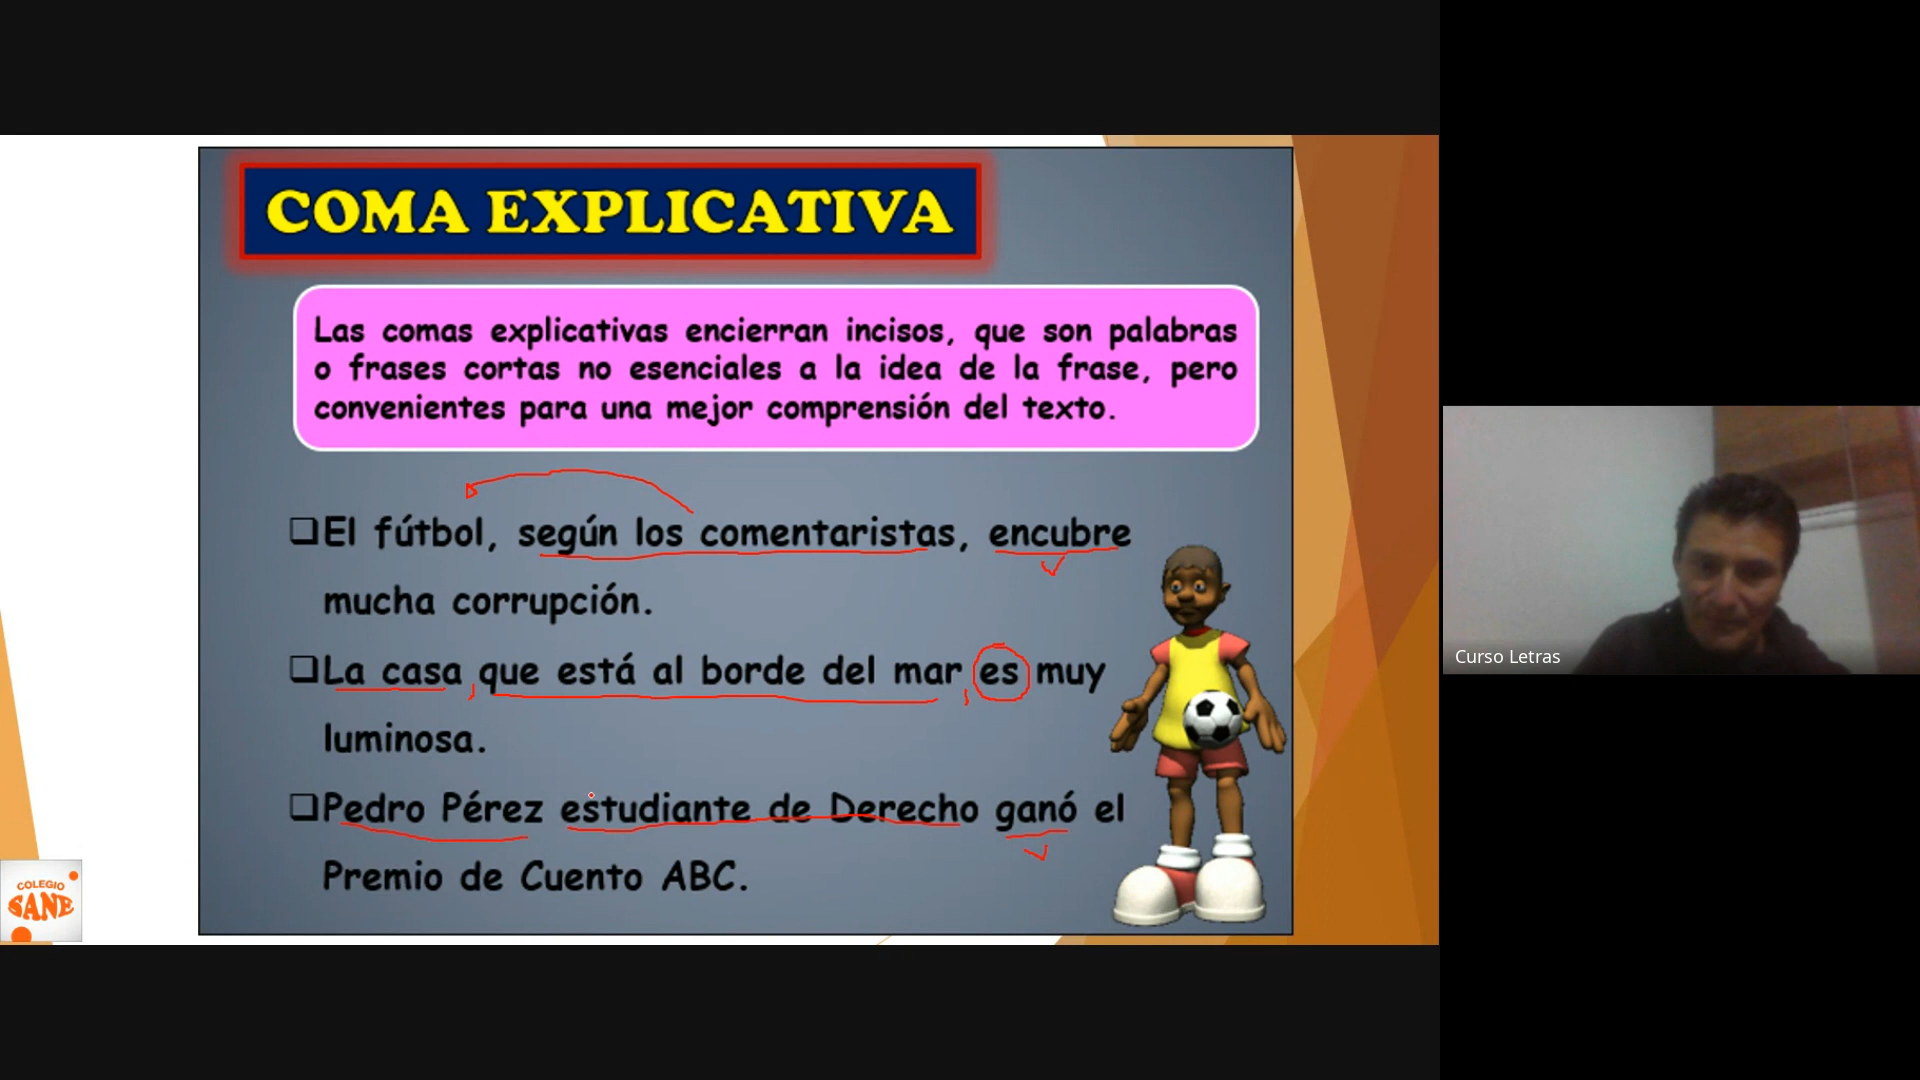 COMA EXPLICATIVA
Las comas explicativas encierran incisos, que son palabras
o frases cortas no esenciales a la idea de la frase, pero
convenientes para una mejor comprensión del texto.
El fútbol, según los comentaristas, encubre
mucha corrupción.
La casa, que está al borde del mar, es muy
luminosa.
Pedro Pérez estudiante de Derecho ganó el
Premio de Cuento ABC.
COLEGIO
SANE
Curso Letras